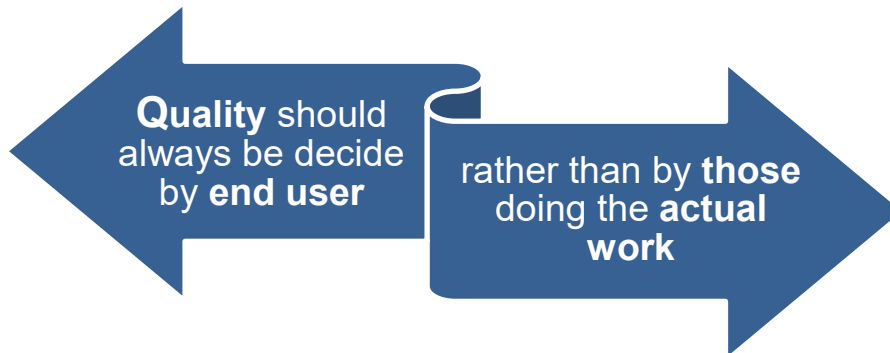 Quality should
always be decide
by end user
rather than by those
doing the actual
work